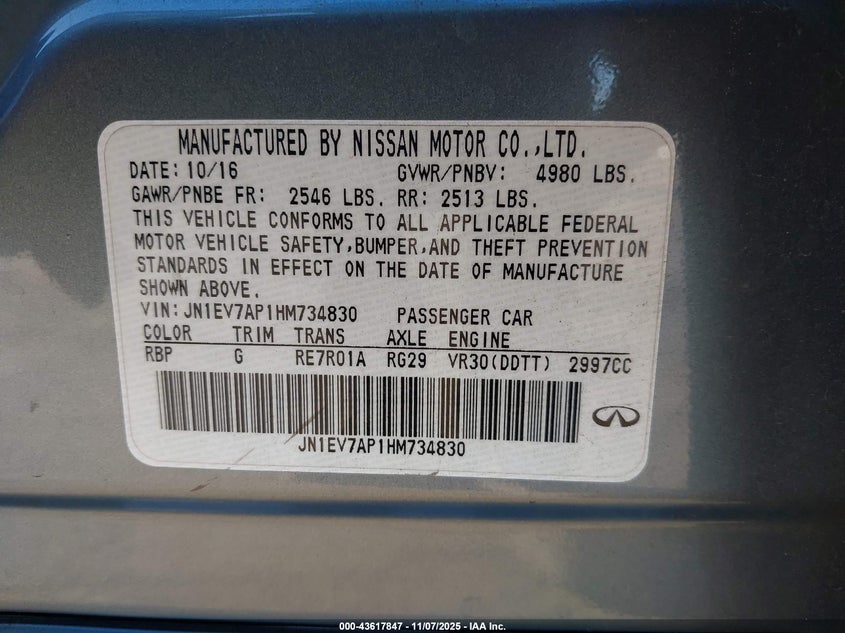 MANUFACTURED BY NISSAN MOTOR CO.,LTD.
DATE: 10/16 GVWR/PNBV: 4980 LBS.
GAWR/PNBE FR: 2546 LBS. RR: 2513 LBS.
THIS VEHICLE CONFORMS TO ALL APPLICABLE FEDERAL
MOTOR VEHICLE SAFETY,BUMPER,AND THEFT PREVENTION
STANDARDS IN EFFECT ON THE DATE OF MANUFACTURE
SHOWN ABOVE.
VIN: JN1EV7AP1HM734830 PASSENGER CAR
COLOR TRIM TRANS AXLE ENGINE
RBP G RE7R01A RG29 VR30(DDTT) 2997CC
JN1EV7AP1HM734830
000-43617847 - 11/07/2025 - IAA Inc.